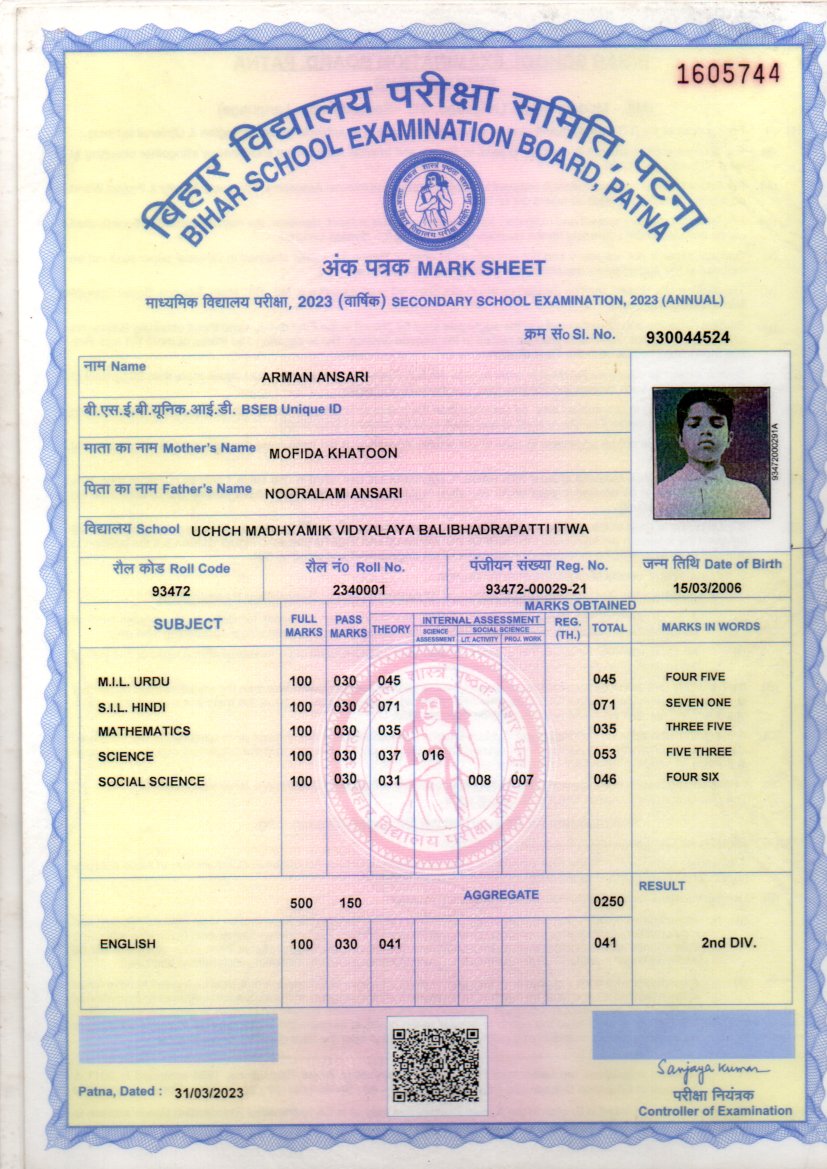 1605744
बिहार विद्यालय परीक्षा समिति, पटना
BIHAR SCHOOL EXAMINATION BOARD, PATNA
अंक पत्रक MARK SHEET
माध्यमिक विद्यालय परीक्षा, 2023 (वार्षिक) SECONDARY SCHOOL EXAMINATION, 2023 (ANNUAL)
क्रम सं० Sl. No. 930044524
नाम Name ARMAN ANSARI
बी.एस.ई.बी.यूनिक.आई.डी. BSEB Unique ID
माता का नाम Mother's Name MOFIDA KHATOON
पिता का नाम Father's Name NOORALAM ANSARI
विद्यालय School UCHCH MADHYAMIK VIDYALAYA BALIBHADRAPATTI ITWA
93472000291A
रौल कोड Roll Code रौल नं० Roll No. पंजीयन संख्या Reg. No. जन्म तिथि Date of Birth
93472 2340001 93472-00029-21 15/03/2006
MARKS OBTAINED
SUBJECT FULL MARKS PASS MARKS THEORY INTERNAL ASSESSMENT REG. (TH.) TOTAL MARKS IN WORDS
SCIENCE ASSESSMENT SOCIAL SCIENCE
LIT. ACTIVITY PROJ. WORK
M.I.L. URDU 100 030 045 045 FOUR FIVE
S.I.L. HINDI 100 030 071 071 SEVEN ONE
MATHEMATICS 100 030 035 035 THREE FIVE
SCIENCE 100 030 037 016 053 FIVE THREE
SOCIAL SCIENCE 100 030 031 008 007 046 FOUR SIX
500 150 AGGREGATE 0250 RESULT
ENGLISH 100 030 041 041 2nd DIV.
Patna, Dated : 31/03/2023
Sanjaya Kumar
परीक्षा नियंत्रक
Controller of Examination